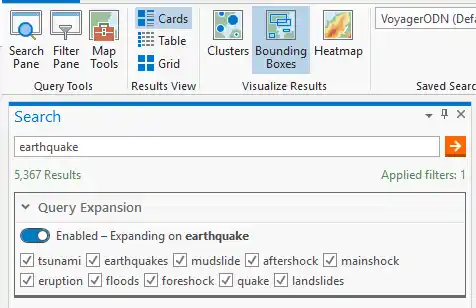 Search Pane
Filter Pane
Map Tools
Query Tools
Cards
Table
Grid
Results View
Clusters
Bounding Boxes
Heatmap
Visualize Results
VoyagerODN (Defa
Saved Searc
Search
earthquake
5,367 Results
Applied filters: 1
Query Expansion
Enabled – Expanding on earthquake
tsunami earthquakes mudslide aftershock mainshock
eruption floods foreshock quake landslides